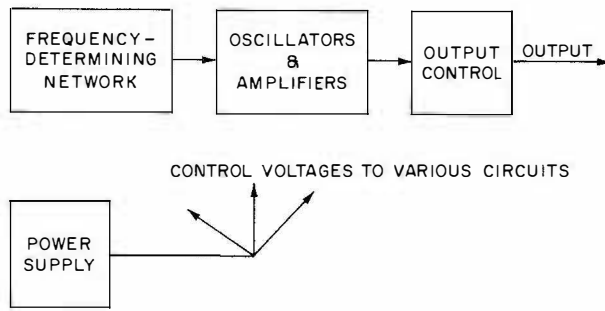 FREQUENCY-
DETERMINING
NETWORK
OSCILLATORS
&
AMPLIFIERS
OUTPUT
CONTROL
OUTPUT
CONTROL VOLTAGES TO VARIOUS CIRCUITS
POWER
SUPPLY